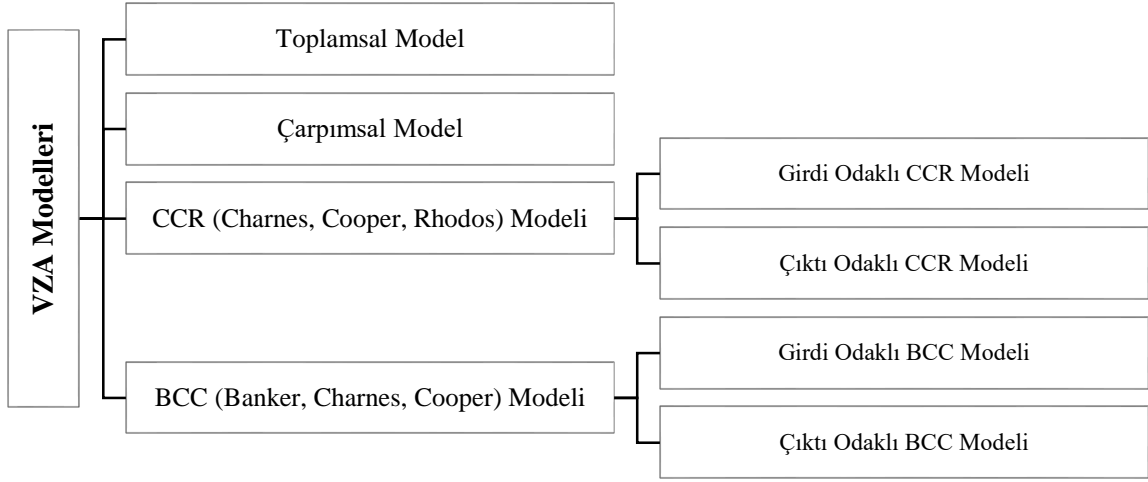 VZA Modelleri
Toplamsal Model
Çarpımsal Model
CCR (Charnes, Cooper, Rhodos) Modeli
Girdi Odaklı CCR Modeli
Çıktı Odaklı CCR Modeli
BCC (Banker, Charnes, Cooper) Modeli
Girdi Odaklı BCC Modeli
Çıktı Odaklı BCC Modeli